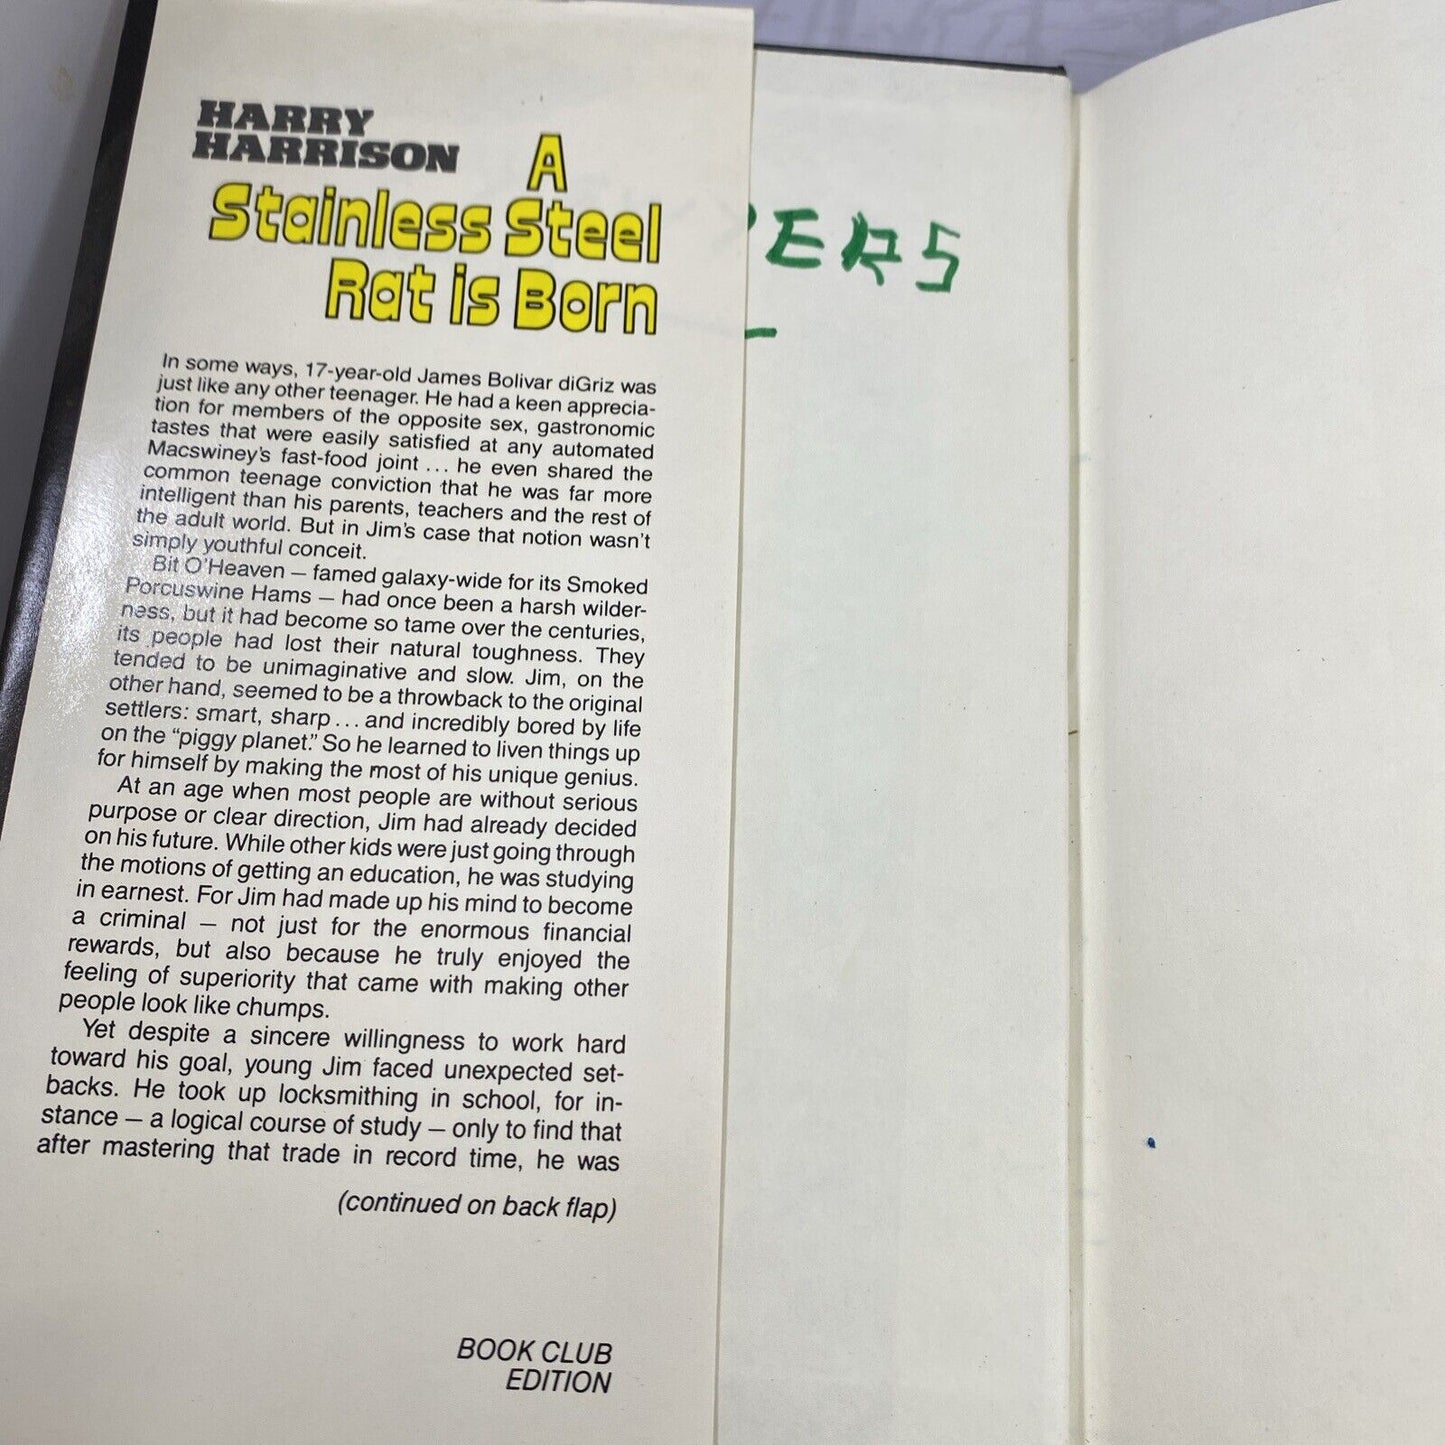 HARRY
HARRISON
A
Stainless Steel
Rat is Born
In some ways, 17-year-old James Bolivar diGriz was
just like any other teenager. He had a keen apprecia-
tion for members of the opposite sex, gastronomic
tastes that were easily satisfied at any automated
Macswiney's fast-food joint ... he even shared the
common teenage conviction that he was far more
intelligent than his parents, teachers and the rest of
the adult world. But in Jim's case that notion wasn't
simply youthful conceit.
Bit O'Heaven — famed galaxy-wide for its Smoked
Porcuswine Hams — had once been a harsh wilder-
ness, but it had become so tame over the centuries,
its people had lost their natural toughness. They
tended to be unimaginative and slow. Jim, on the
other hand, seemed to be a throwback to the original
settlers: smart, sharp ... and incredibly bored by life
on the "piggy planet." So he learned to liven things up
for himself by making the most of his unique genius.
At an age when most people are without serious
purpose or clear direction, Jim had already decided
on his future. While other kids were just going through
the motions of getting an education, he was studying
in earnest. For Jim had made up his mind to become
a criminal — not just for the enormous financial
rewards, but also because he truly enjoyed the
feeling of superiority that came with making other
people look like chumps.
Yet despite a sincere willingness to work hard
toward his goal, young Jim faced unexpected set-
backs. He took up locksmithing in school, for in-
stance — a logical course of study — only to find that
after mastering that trade in record time, he was
(continued on back flap)
BOOK CLUB
EDITION